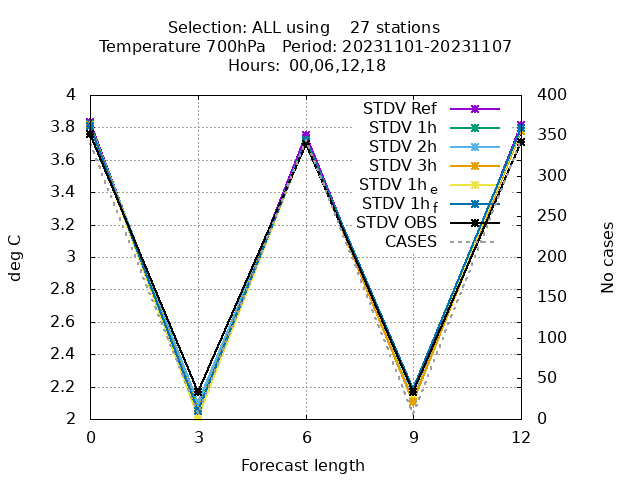 Selection: ALL using    27 stations
Temperature 700hPa   Period: 20231101-20231107
Hours: 00,06,12,18
deg C
No cases
4
3.8
3.6
3.4
3.2
3
2.8
2.6
2.4
2.2
2
400
350
300
250
200
150
100
50
0
STDV Ref
STDV 1h
STDV 2h
STDV 3h
STDV 1h e
STDV 1h f
STDV OBS
CASES
0 3 6 9 12
Forecast length